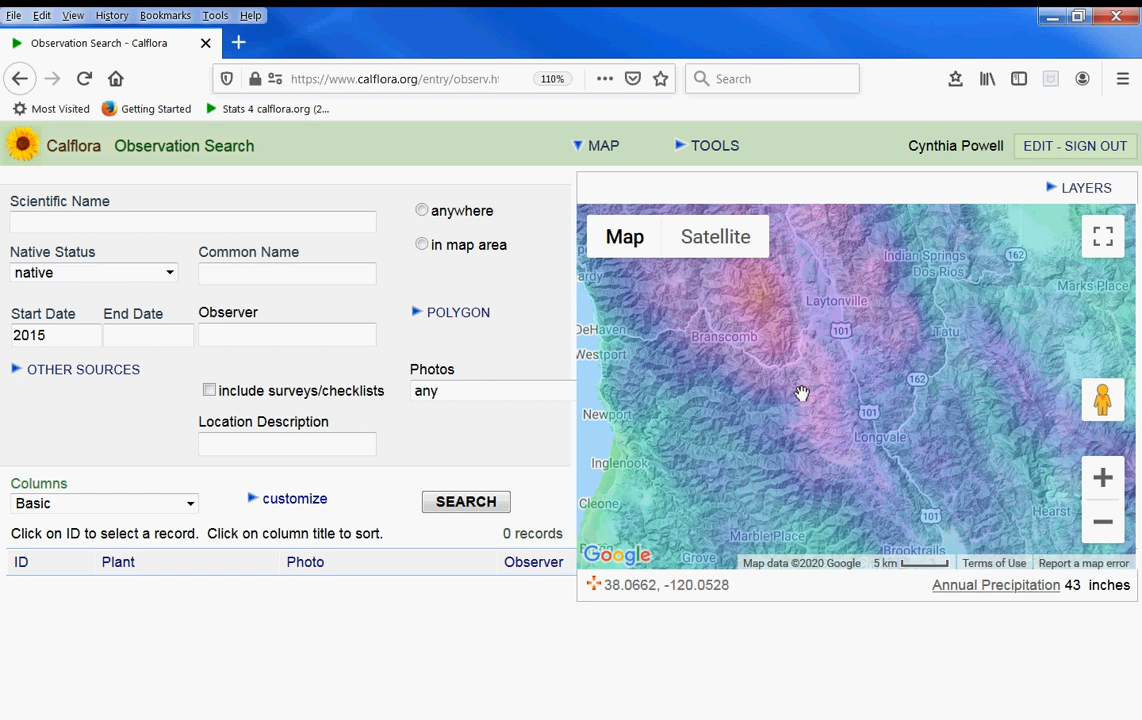 File Edit View History Bookmarks Tools Help
Observation Search - Calflora
https://www.calflora.org/entry/observ.ht 110% Search
Most Visited Getting Started Stats 4 calflora.org (2...
Calflora Observation Search MAP TOOLS Cynthia Powell EDIT - SIGN OUT
LAYERS
Scientific Name
anywhere
in map area
Native Status Common Name
native
Start Date End Date Observer
POLYGON
2015
OTHER SOURCES
Photos
include surveys/checklists
any
Location Description
Columns
Basic
customize
SEARCH
Click on ID to select a record. Click on column title to sort. 0 records
ID Plant Photo Observer
Map Satellite
Indian Springs
Dos Rios
162
Marks Place
Laytonville
DeHaven
Branscomb
101
Tatu
Westport
162
Newport
101
Longvale
Inglenook
Cleone
101
Hearst
Marble Place
Grove
Brooktrails
Google
Map data ©2020 Google 5 km Terms of Use Report a map error
38.0662, -120.0528 Annual Precipitation 43 inches